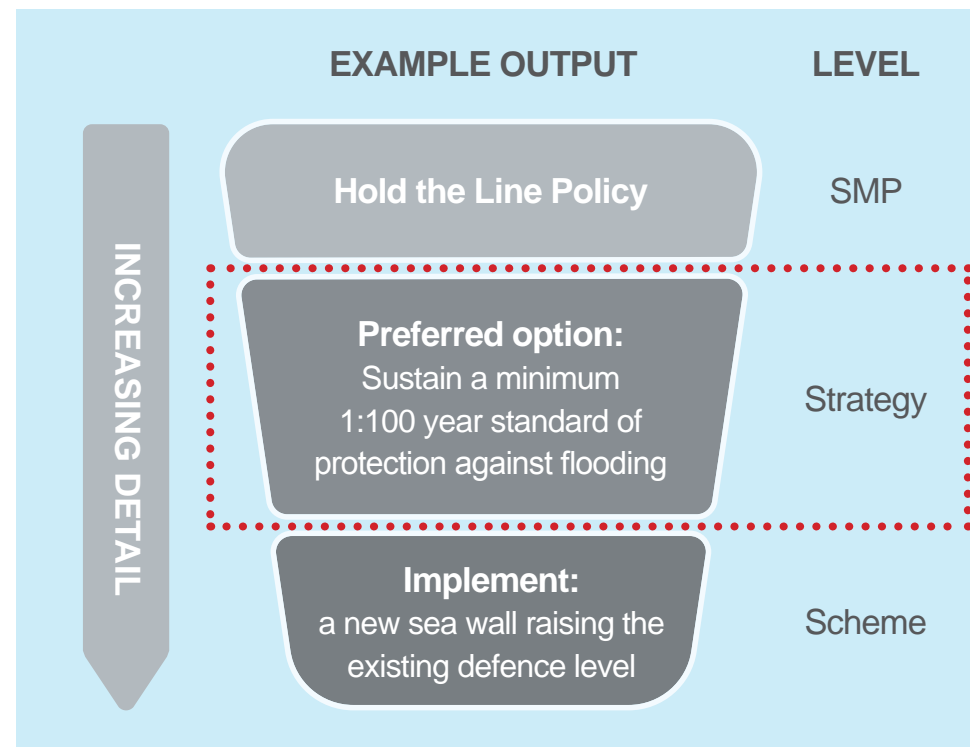 EXAMPLE OUTPUT
LEVEL
INCREASING DETAIL
Hold the Line Policy
SMP
Preferred option:
Sustain a minimum
1:100 year standard of
protection against flooding
Strategy
Implement:
a new sea wall raising the
existing defence level
Scheme